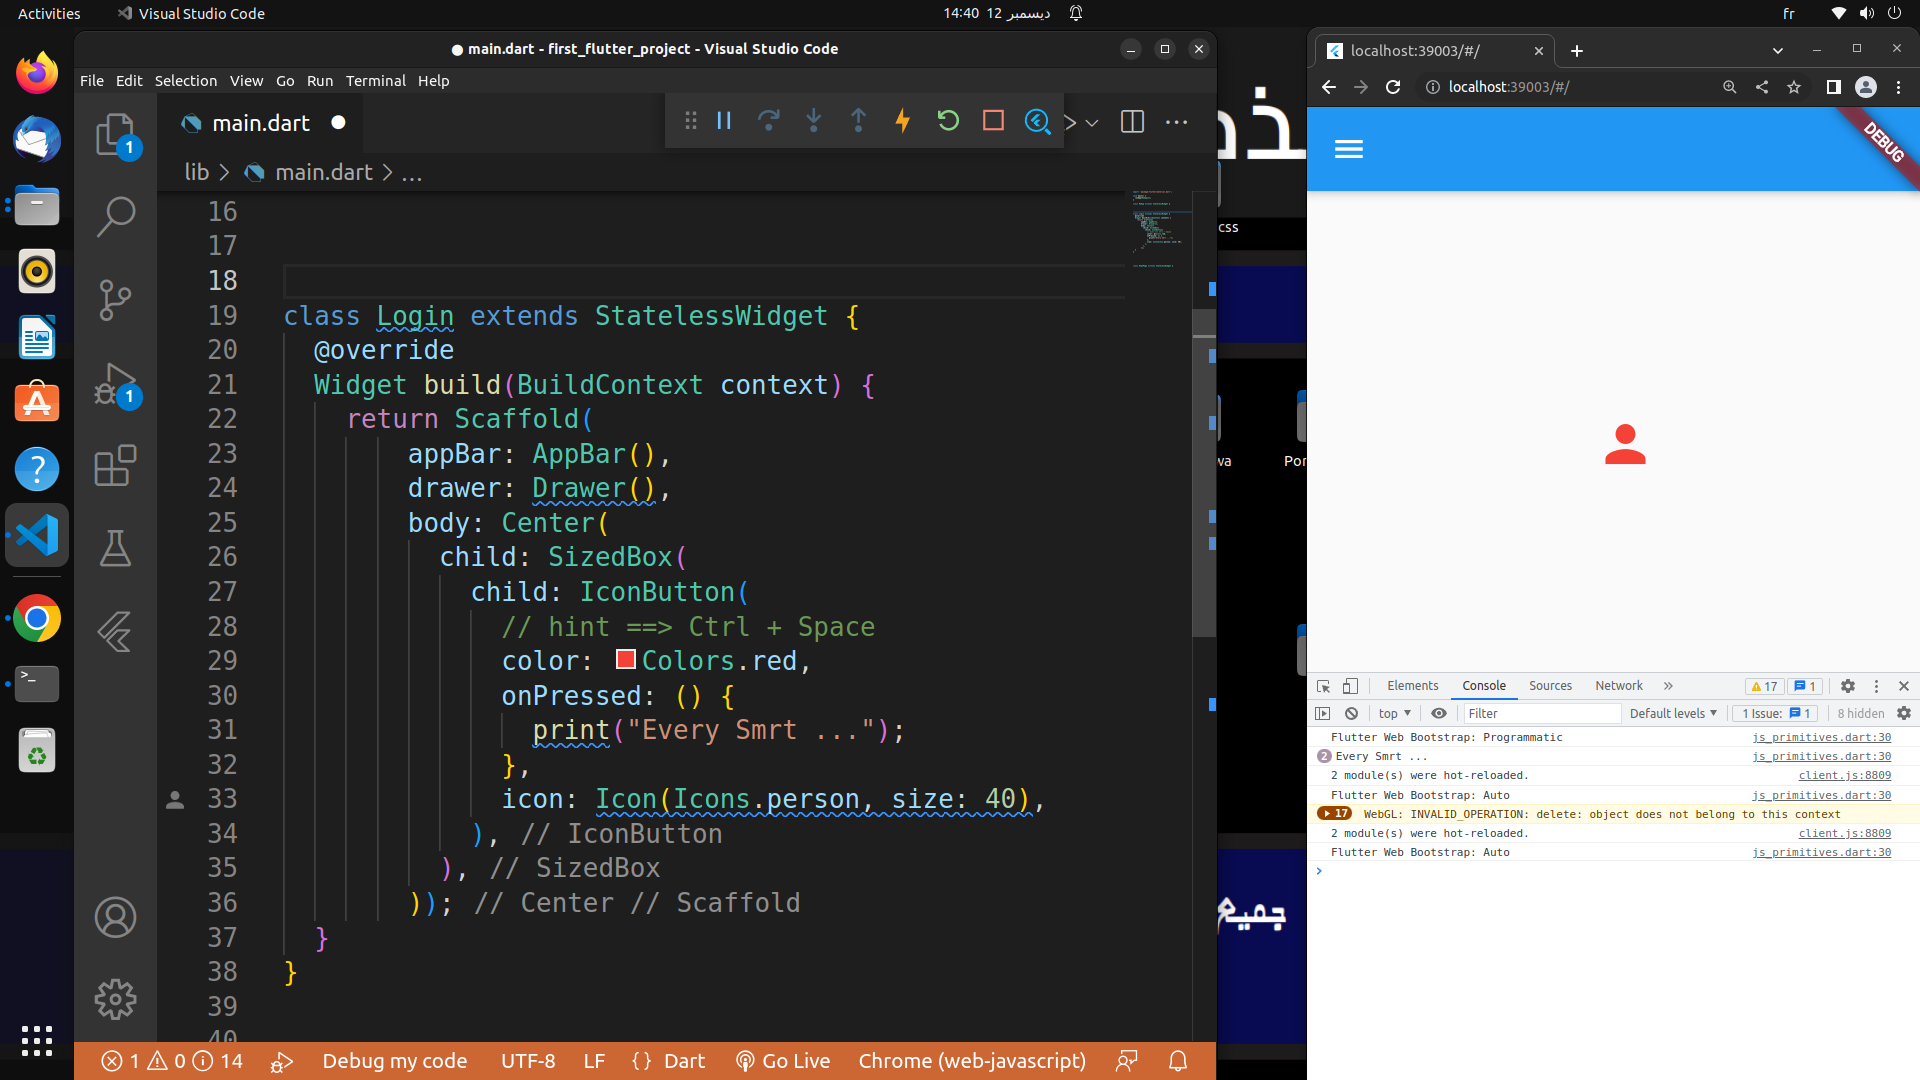 Activities
Visual Studio Code
14:40 12 ديسمبر
fr
main.dart - first_flutter_project - Visual Studio Code
File Edit Selection View Go Run Terminal Help
main.dart
1
lib > main.dart > ...
16
17
18
19 class Login extends StatelessWidget {
20 @override
21 Widget build(BuildContext context) {
22 return Scaffold(
23 appBar: AppBar(),
24 drawer: Drawer(),
25 body: Center(
26 child: SizedBox(
27 child: IconButton(
28 // hint ==> Ctrl + Space
29 color: Colors.red,
30 onPressed: () {
31 print("Every Smrt ...");
32 },
33 icon: Icon(Icons.person, size: 40),
34 ), // IconButton
35 ), // SizedBox
36 )); // Center // Scaffold
37 }
38 }
39
40
1
1 0 14 Debug my code UTF-8 LF {} Dart Go Live Chrome (web-javascript)
css
wa
Por
جميع
localhost:39003/#/
localhost:39003/#/
DEBUG
Elements Console Sources Network » 17 1
top Filter Default levels 1 Issue: 1 8 hidden
Flutter Web Bootstrap: Programmatic js_primitives.dart:30
2 Every Smrt ... js_primitives.dart:30
2 module(s) were hot-reloaded. client.js:8809
Flutter Web Bootstrap: Auto js_primitives.dart:30
17 WebGL: INVALID_OPERATION: delete: object does not belong to this context
2 module(s) were hot-reloaded. client.js:8809
Flutter Web Bootstrap: Auto js_primitives.dart:30